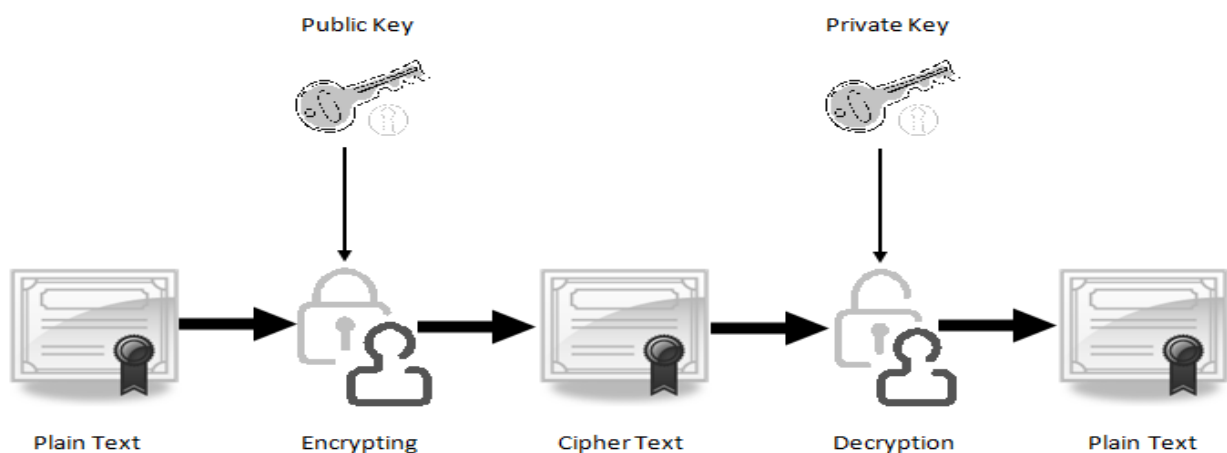 Public Key
Private Key
Plain Text
Encrypting
Cipher Text
Decryption
Plain Text